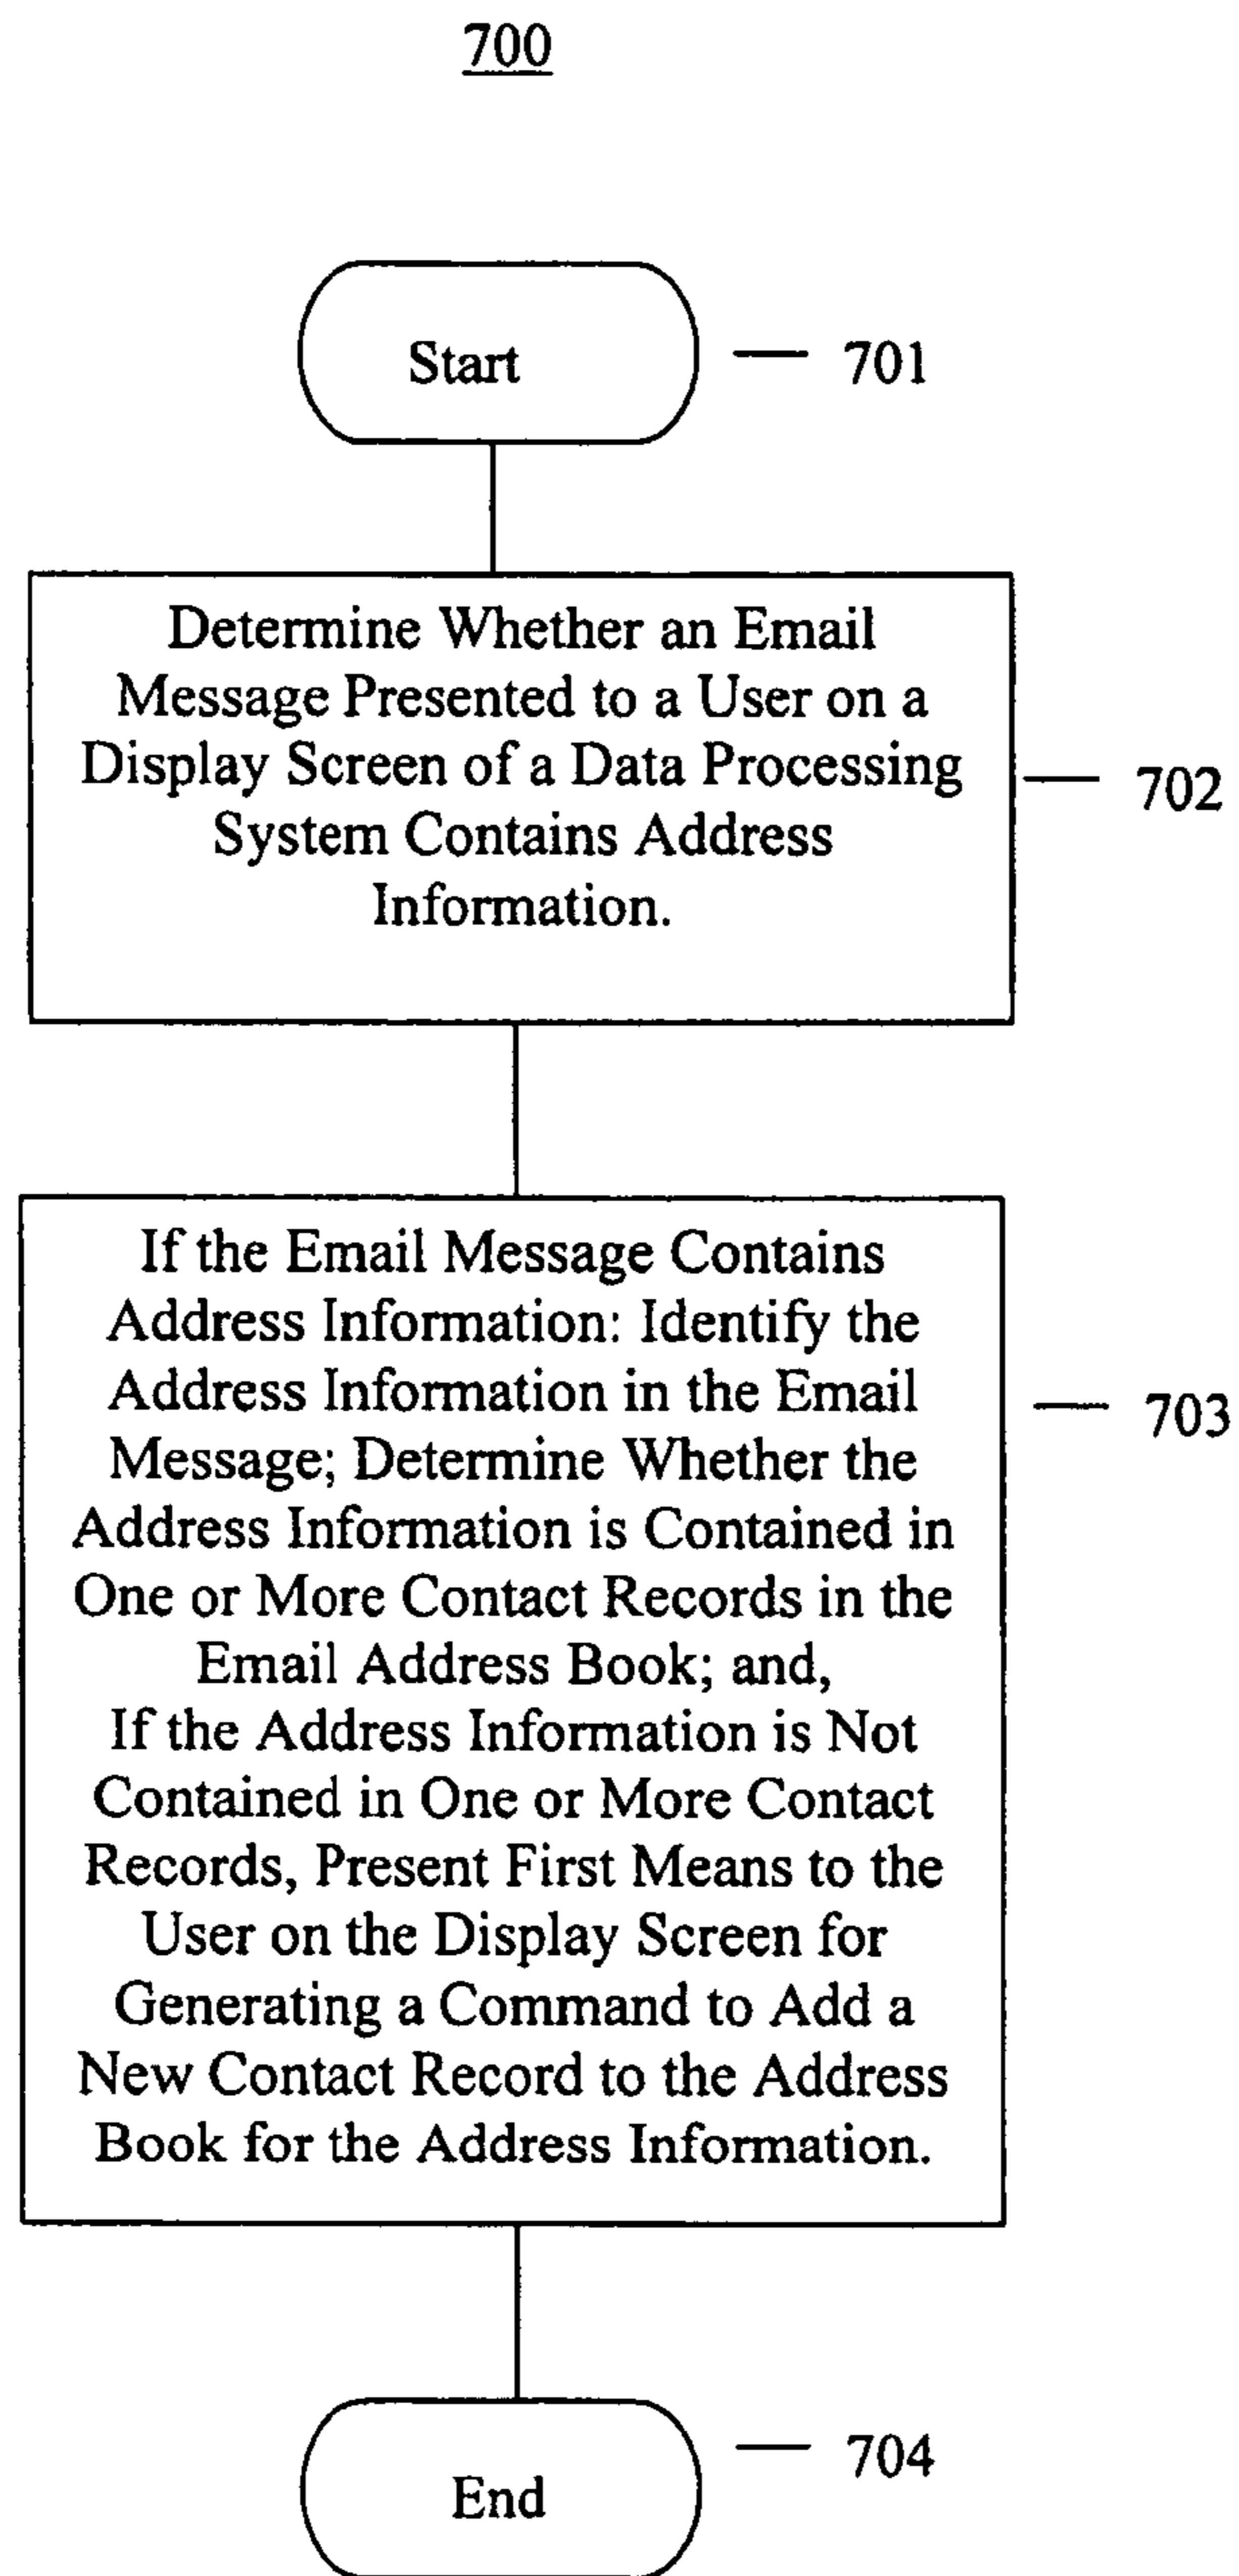 700
Start
701
Determine Whether an Email
Message Presented to a User on a
Display Screen of a Data Processing
System Contains Address
Information.
702
If the Email Message Contains
Address Information: Identify the
Address Information in the Email
Message; Determine Whether the
Address Information is Contained in
One or More Contact Records in the
Email Address Book; and,
If the Address Information is Not
Contained in One or More Contact
Records, Present First Means to the
User on the Display Screen for
Generating a Command to Add a
New Contact Record to the Address
Book for the Address Information.
703
End
704